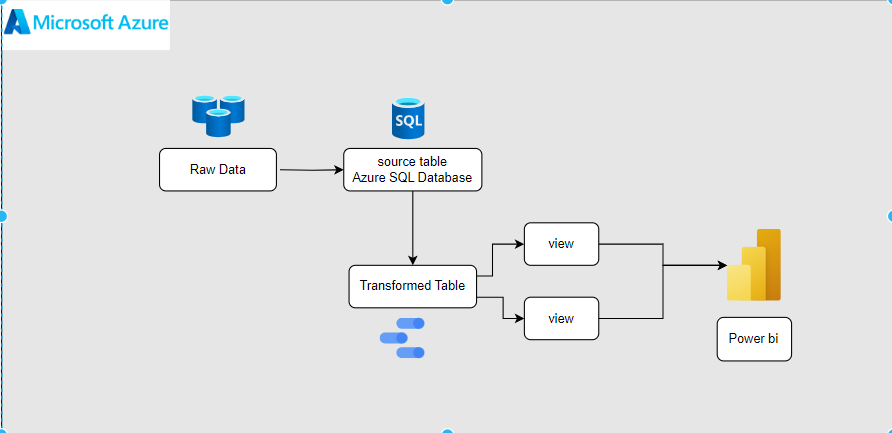 Microsoft Azure
SQL
Raw Data
source table
Azure SQL Database
Transformed Table
view
view
Power bi